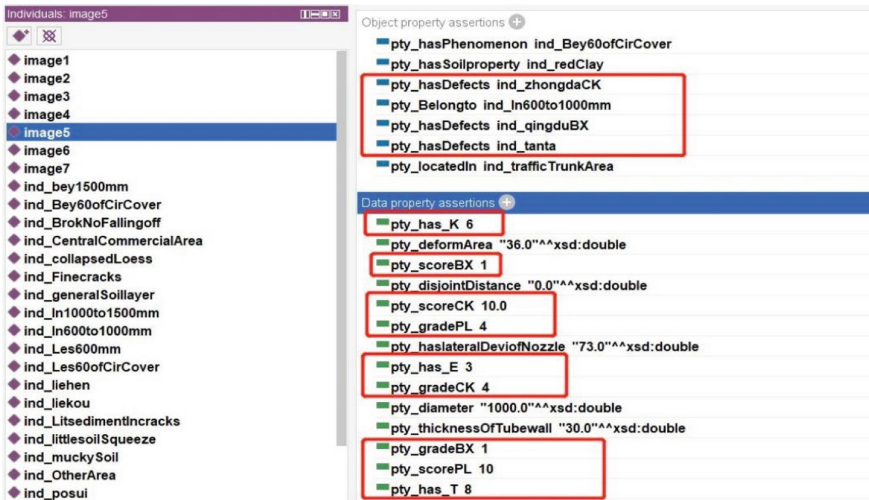 Individuals: image5
image1
image2
image3
image4
image5
image6
image7
ind_bey1500mm
ind_Bey60ofCirCover
ind_BrokNoFallingoff
ind_CentralCommercialArea
ind_collapsedLoess
ind_Finecracks
ind_generalSoillayer
ind_In1000to1500mm
ind_In600to1000mm
ind_Les600mm
ind_Les60ofCirCover
ind_liehen
ind_liekou
ind_LitsedimentIncracks
ind_littlesoilSqueeze
ind_muckySoil
ind_OtherArea
ind_posui
Object property assertions
pty_hasPhenomenon ind_Bey60ofCirCover
pty_hasSoilproperty ind_redClay
pty_hasDefects ind_zhongdaCK
pty_Belongto ind_In600to1000mm
pty_hasDefects ind_qingduBX
pty_hasDefects ind_tanta
pty_locatedIn ind_trafficTrunkArea
Data property assertions
pty_has_K 6
pty_deformArea "36.0"^^xsd:double
pty_scoreBX 1
pty_disjointDistance "0.0"^^xsd:double
pty_scoreCK 10.0
pty_gradePL 4
pty_haslateralDeviofNozzle "73.0"^^xsd:double
pty_has_E 3
pty_gradeCK 4
pty_diameter "1000.0"^^xsd:double
pty_thicknessOfTubewall "30.0"^^xsd:double
pty_gradeBX 1
pty_scorePL 10
pty_has_T 8